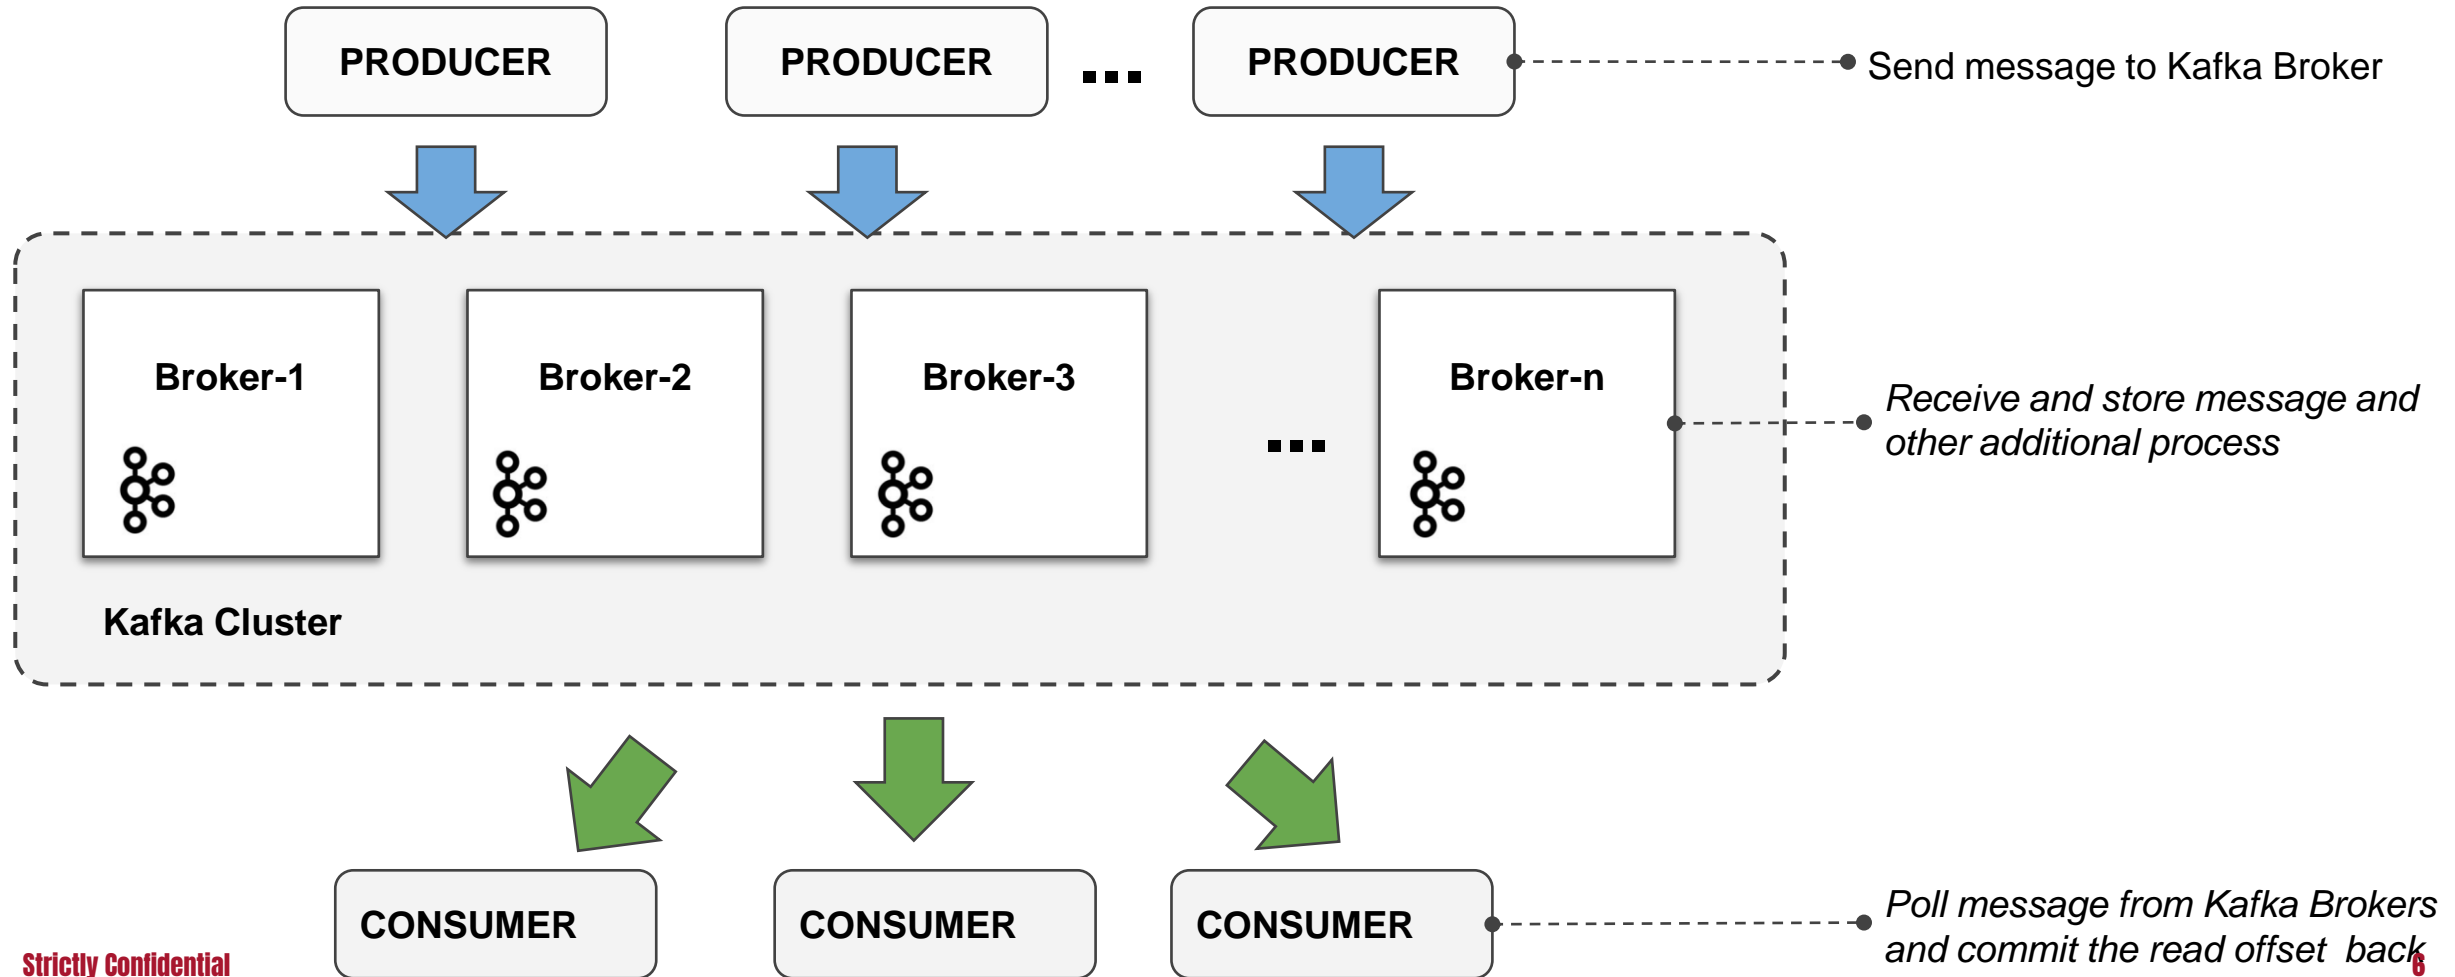 PRODUCER
PRODUCER
...
PRODUCER
Send message to Kafka Broker
Broker-1
Broker-2
Broker-3
...
Broker-n
Receive and store message and
other additional process
Kafka Cluster
CONSUMER
CONSUMER
CONSUMER
Poll message from Kafka Brokers
and commit the read offset  back
Strictly Confidential
6